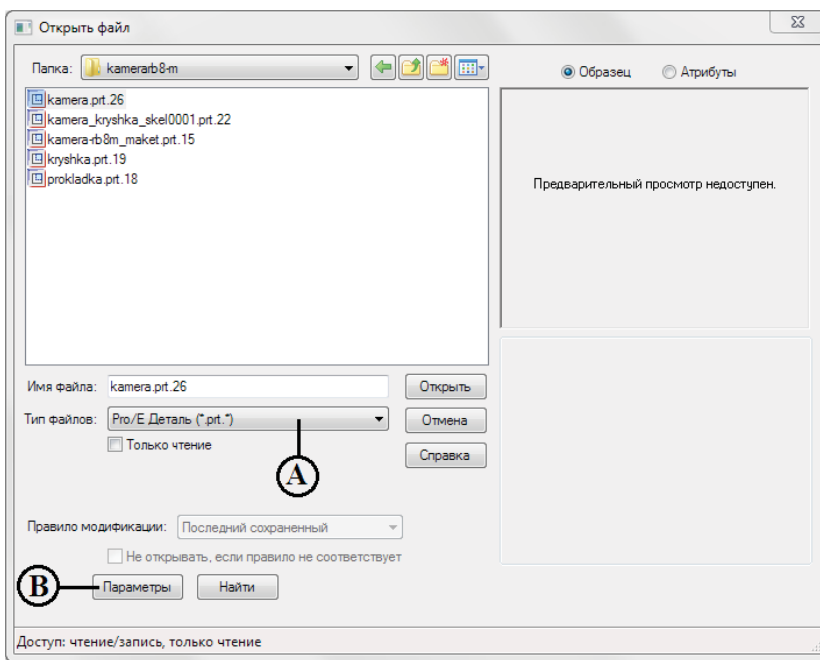 Открыть файл
Папка: kamerarb8-m
Образец Атрибуты
kamera.prt.26
kamera_kryshka_skel0001.prt.22
kamera-rb8m_maket.prt.15
kryshka.prt.19
prokladka.prt.18
Предварительный просмотр недоступен.
Имя файла: kamera.prt.26 Открыть
Тип файлов: Pro/E Деталь (*.prt.*) Отмена
Только чтение
Справка
A
Правило модификации: Последний сохраненный
Не открывать, если правило не соответствует
B Параметры Найти
Доступ: чтение/запись, только чтение